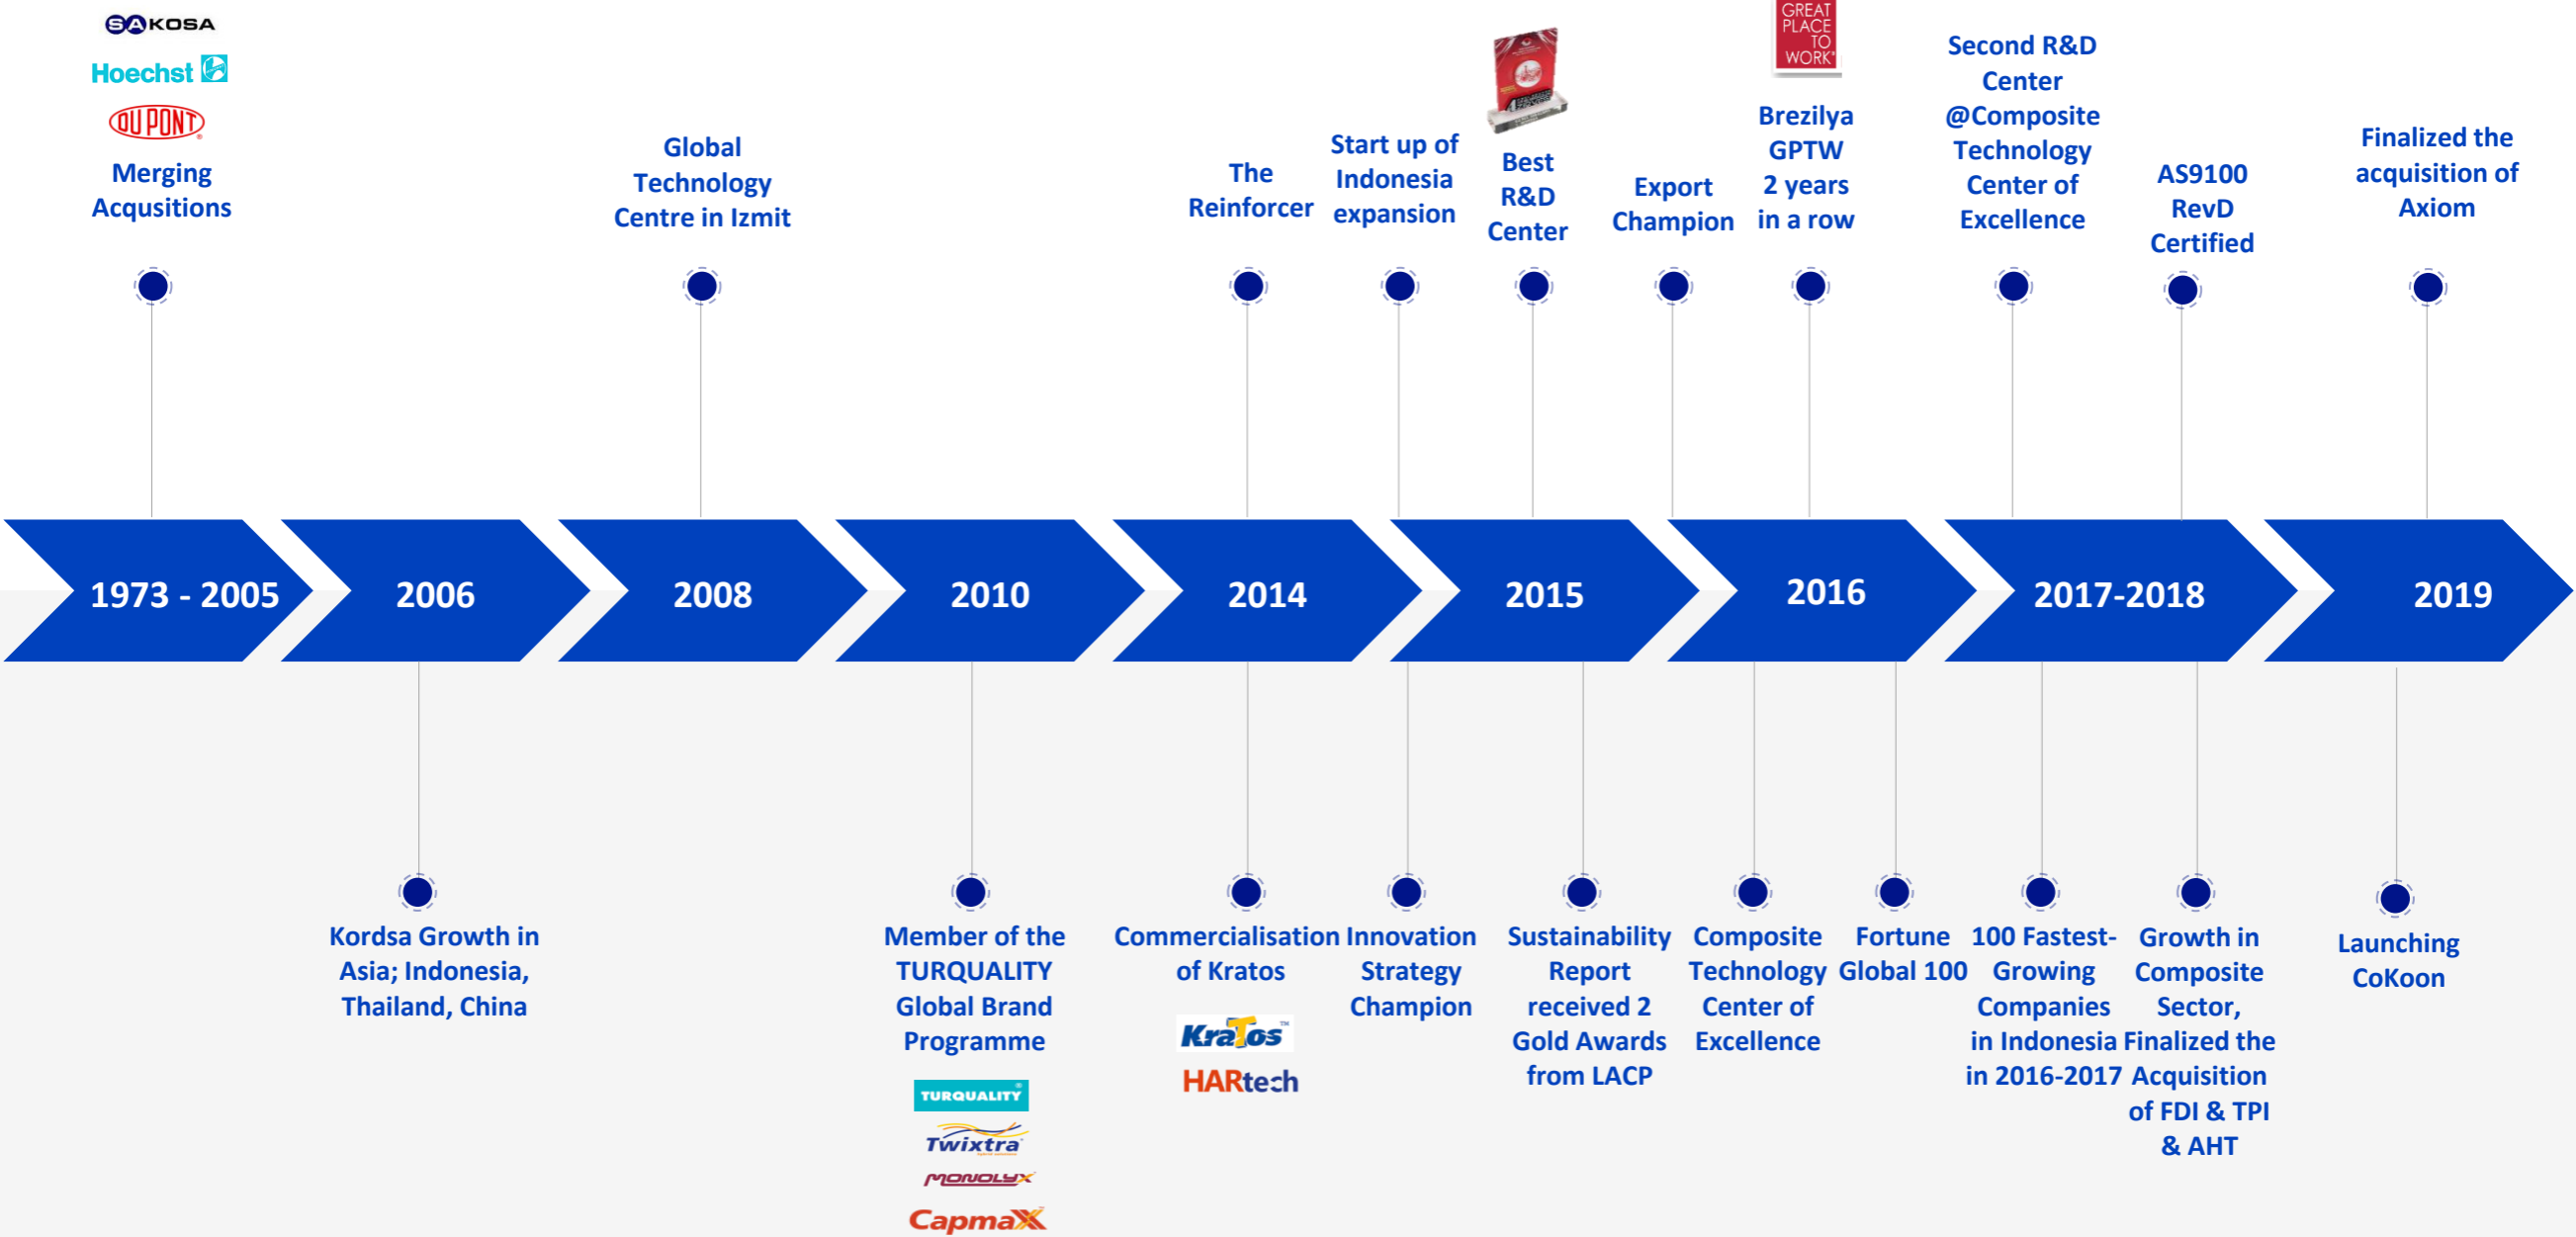 SAKOSA
Hoechst
DU PONT
Merging
Acqusitions
Global
Technology
Centre in Izmit
The
Reinforcer
Start up of
Indonesia
expansion
Best
R&D
Center
Export
Champion
GREAT
PLACE
TO
WORK
Brezilya
GPTW
2 years
in a row
Second R&D
Center
@Composite
Technology
Center of
Excellence
AS9100
RevD
Certified
Finalized the
acquisition of
Axiom
1973 - 2005
2006
2008
2010
2014
2015
2016
2017-2018
2019
Kordsa Growth in
Asia; Indonesia,
Thailand, China
Member of the
TURQUALITY
Global Brand
Programme
TURQUALITY
Twixtra
MONOLYX
CapmaX
Commercialisation
of Kratos
KraTos™
HARtech
Innovation
Strategy
Champion
Sustainability
Report
received 2
Gold Awards
from LACP
Composite
Technology
Center of
Excellence
Fortune
Global 100
100 Fastest-
Growing
Companies
in Indonesia
in 2016-2017
Growth in
Composite
Sector,
Finalized the
Acquisition
of FDI & TPI
& AHT
Launching
CoKoon